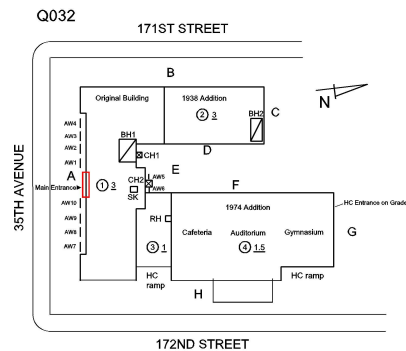 Q032
171ST STREET
B
N
Original Building
1938 Addition
2 3
BH2
C
AW4
AW3
AW2
AW1
BH1
CH1
D
E
35TH AVENUE
A
Main Entrance
1 3
CH2
SK
AW5
AW6
F
AW10
AW9
AW8
AW7
RH
1974 Addition
HC Entrance on Grade
Cafeteria
Auditorium
Gymnasium
G
3 1
4 1.5
HC
ramp
HC ramp
H
172ND STREET